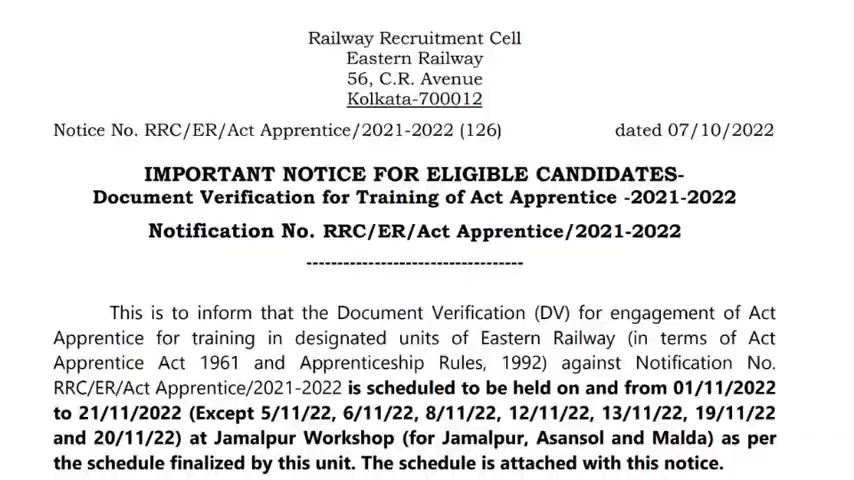 Railway Recruitment Cell
Eastern Railway
56, C.R. Avenue
Kolkata-700012
Notice No. RRC/ER/Act Apprentice/2021-2022 (126) dated 07/10/2022
IMPORTANT NOTICE FOR ELIGIBLE CANDIDATES-
Document Verification for Training of Act Apprentice -2021-2022
Notification No. RRC/ER/Act Apprentice/2021-2022
-----------------------------------
This is to inform that the Document Verification (DV) for engagement of Act
Apprentice for training in designated units of Eastern Railway (in terms of Act
Apprentice Act 1961 and Apprenticeship Rules, 1992) against Notification No.
RRC/ER/Act Apprentice/2021-2022 is scheduled to be held on and from 01/11/2022
to 21/11/2022 (Except 5/11/22, 6/11/22, 8/11/22, 12/11/22, 13/11/22, 19/11/22
and 20/11/22) at Jamalpur Workshop (for Jamalpur, Asansol and Malda) as per
the schedule finalized by this unit. The schedule is attached with this notice.